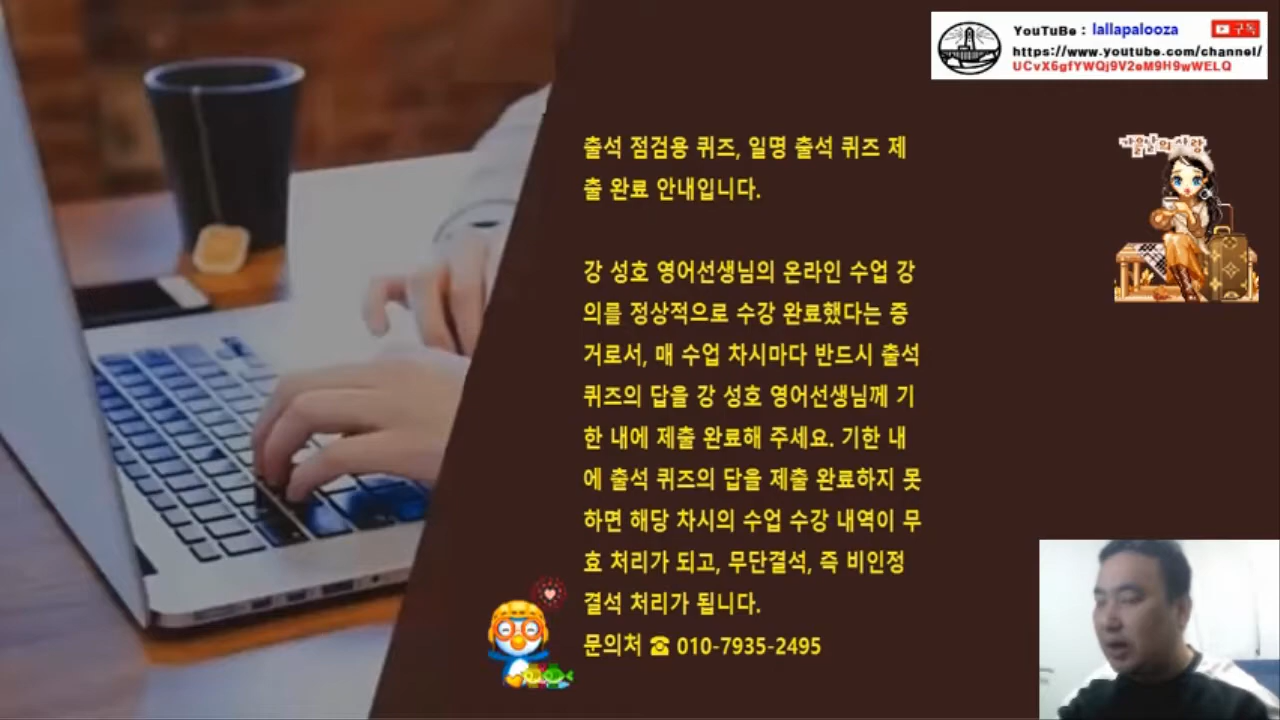 YouTuBe : lallapalooza
구독
https://www.youtube.com/channel/
UCvX6gfYWQj9V2eM9H9wWELQ
가을날의 사랑
출석 점검용 퀴즈, 일명 출석 퀴즈 제
출 완료 안내입니다.
강 성호 영어선생님의 온라인 수업 강
의를 정상적으로 수강 완료했다는 증
거로서, 매 수업 차시마다 반드시 출석
퀴즈의 답을 강 성호 영어선생님께 기
한 내에 제출 완료해 주세요. 기한 내
에 출석 퀴즈의 답을 제출 완료하지 못
하면 해당 차시의 수업 수강 내역이 무
효 처리가 되고, 무단결석, 즉 비인정
결석 처리가 됩니다.
문의처 ☎ 010-7935-2495